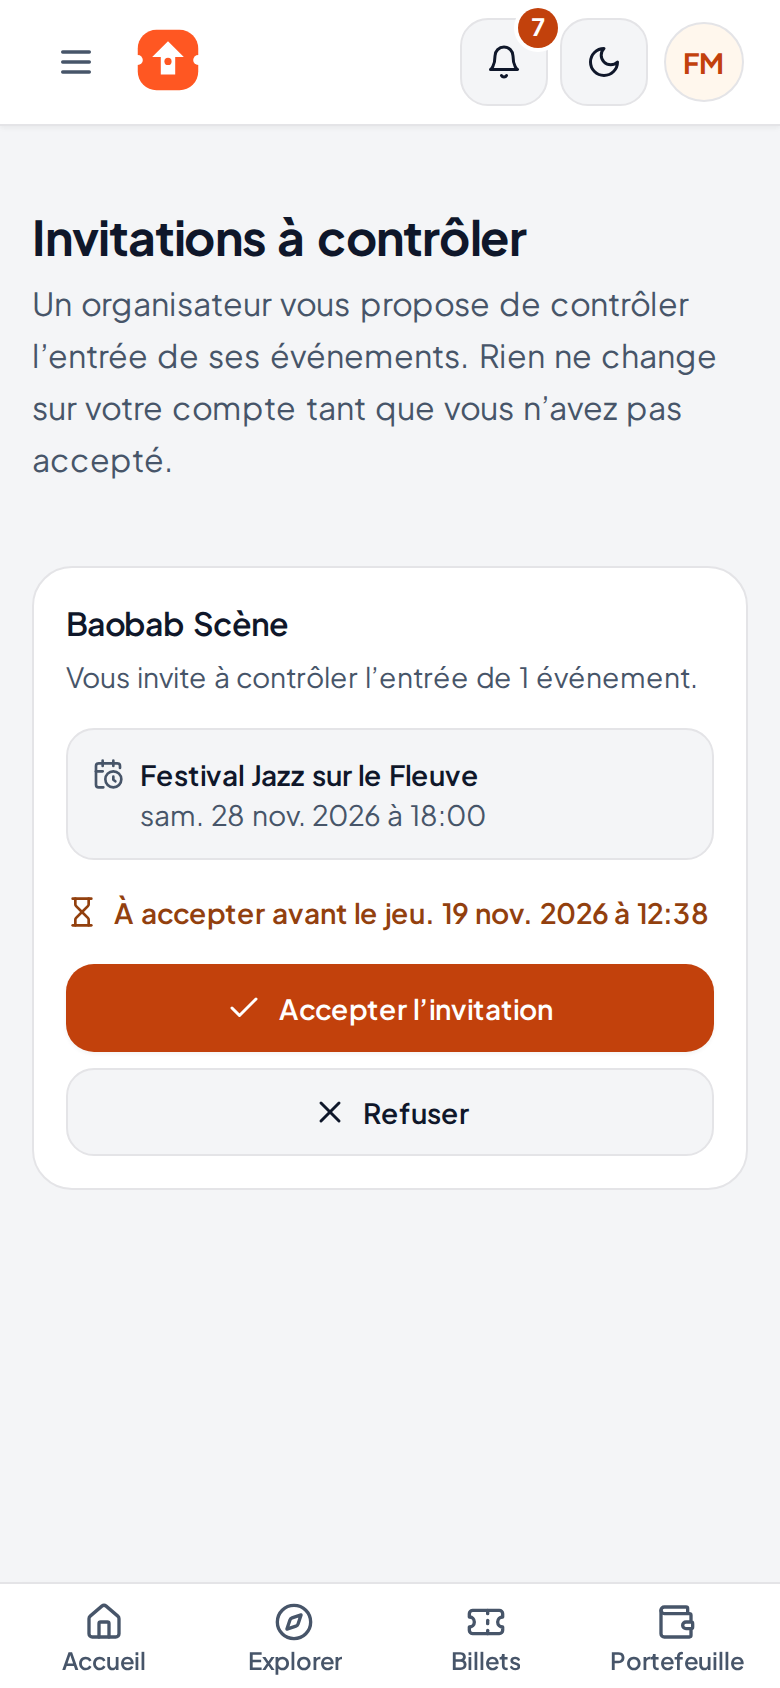 7
FM
Invitations à contrôler
Un organisateur vous propose de contrôler
l’entrée de ses événements. Rien ne change
sur votre compte tant que vous n’avez pas
accepté.
Baobab Scène
Vous invite à contrôler l’entrée de 1 événement.
Festival Jazz sur le Fleuve
sam. 28 nov. 2026 à 18:00
À accepter avant le jeu. 19 nov. 2026 à 12:38
Accepter l’invitation
Refuser
Accueil
Explorer
Billets
Portefeuille